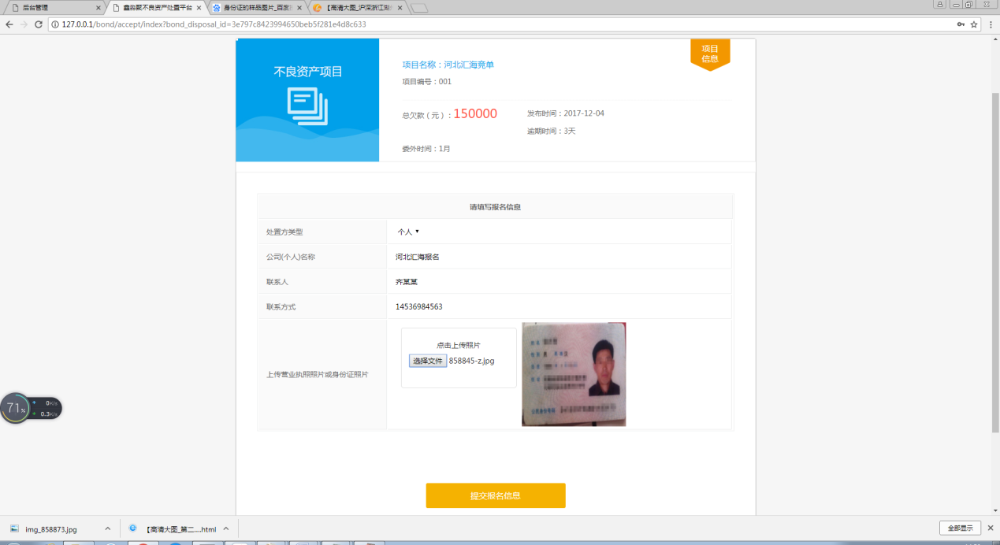 后台管理
鑫淼聚不良资产处置平台
身份证的样品图片_百度
【高清大图_沪深浙江
127.0.0.1/bond/accept/index?bond_disposal_id=3e797c8423994650beb5f281e4d8c633
不良资产项目
项目名称：河北汇海竞单
项目编号：001
项目
信息
总欠款（元）：150000
发布时间：2017-12-04
逾期时间：3天
委外时间：1月
请填写报名信息
处置方类型
个人
公司(个人)名称
河北汇海报名
联系人
齐某某
联系方式
14536984563
上传营业执照照片或身份证照片
点击上传照片
选择文件 858845-z.jpg
71%
0K/s
0.3K/s
提交报名信息
img_858873.jpg
【高清大图_第二....html
全部显示